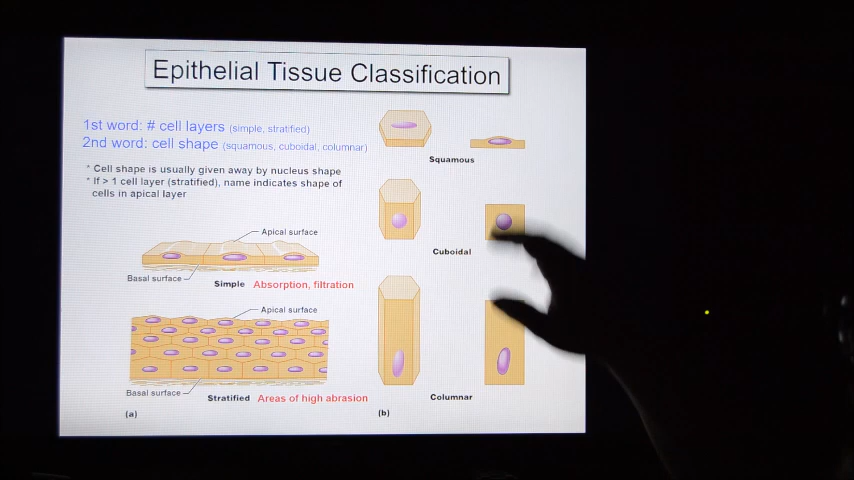 Epithelial Tissue Classification
1st word: # cell layers (simple, stratified)
2nd word: cell shape (squamous, cuboidal, columnar)
* Cell shape is usually given away by nucleus shape
* If > 1 cell layer (stratified), name indicates shape of
cells in apical layer
Apical surface
Basal surface
Simple Absorption, filtration
Apical surface
Basal surface
Stratified Areas of high abrasion
(a)
Squamous
Cuboidal
Columnar
(b)